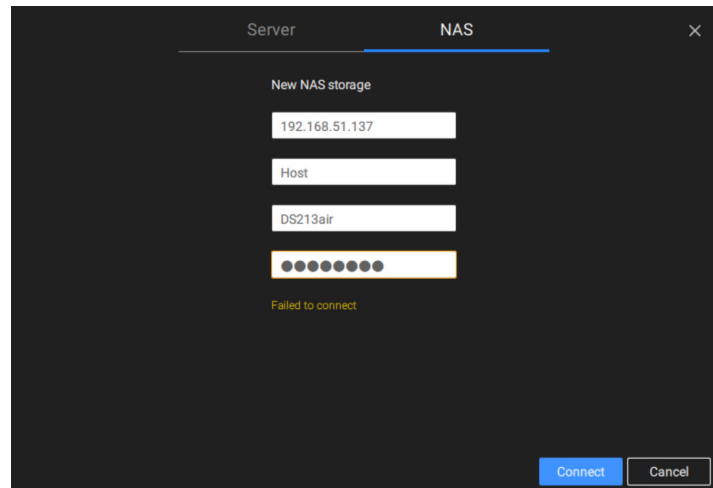 Server NAS
New NAS storage
192.168.51.137
Host
DS213air
●●●●●●●●
Failed to connect
Connect Cancel